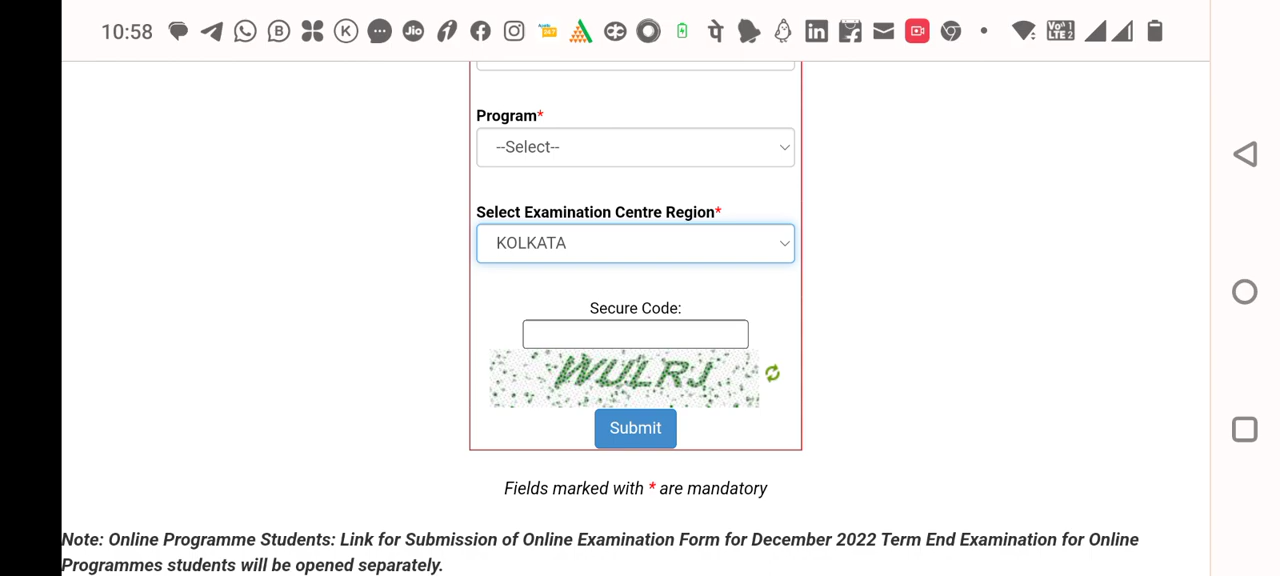 10:58
Program*
--Select--
Select Examination Centre Region*
KOLKATA
Secure Code:
WULRJ
Submit
Fields marked with * are mandatory
Note: Online Programme Students: Link for Submission of Online Examination Form for December 2022 Term End Examination for Online
Programmes students will be opened separately.